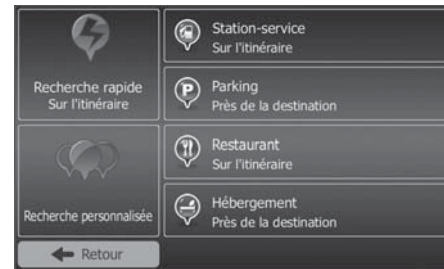 Recherche rapide
Sur l'itinéraire
Recherche personnalisée
Retour
Station-service
Sur l'itinéraire
P Parking
Près de la destination
Restaurant
Sur l'itinéraire
Hébergement
Près de la destination